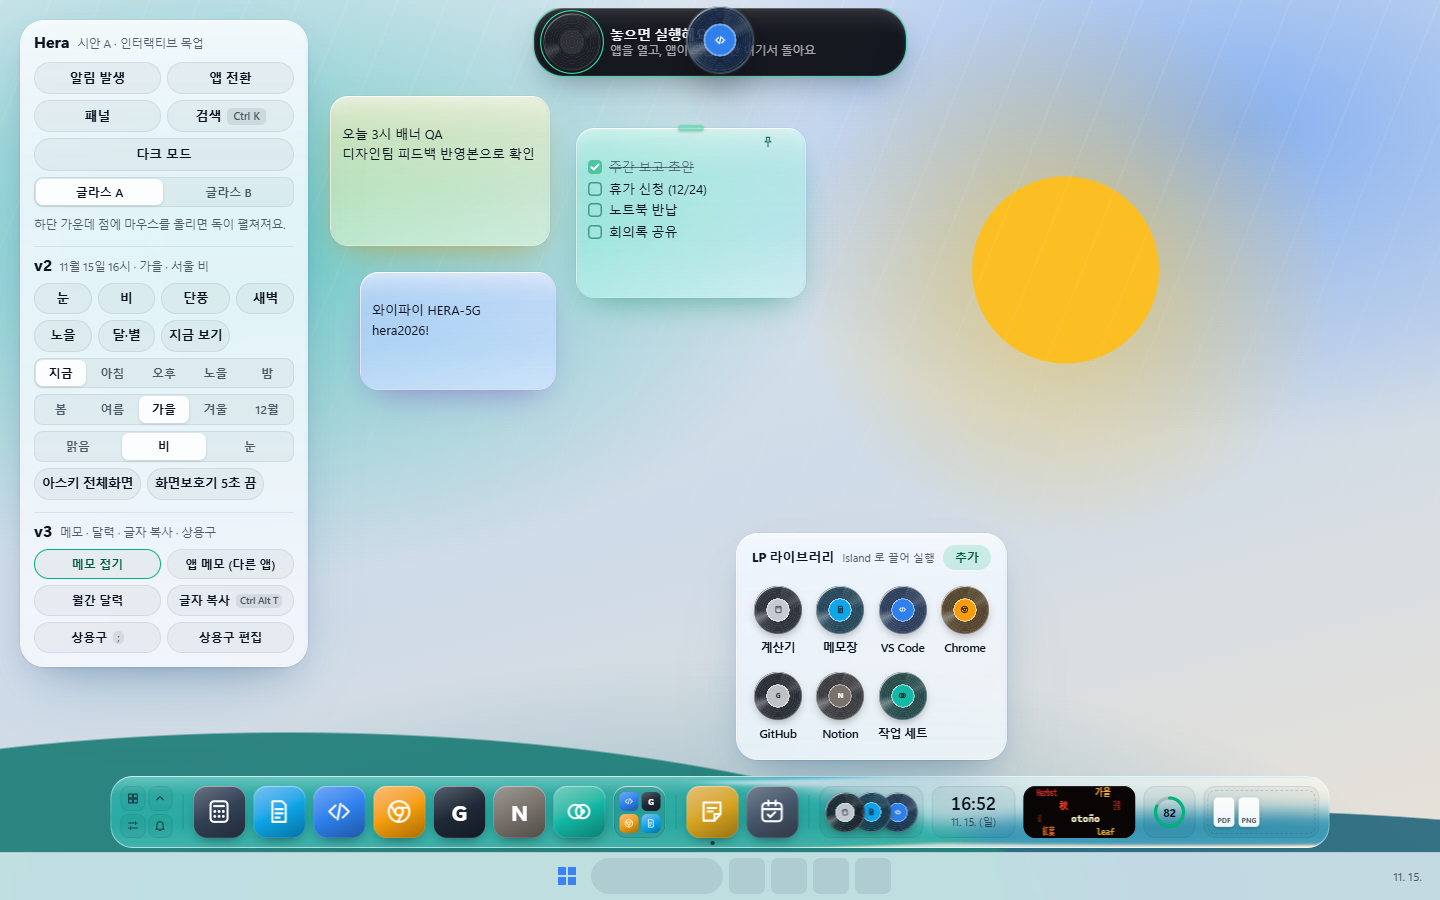 Hera 시안 A · 인터랙티브 목업
알림 발생
앱 전환
패널
검색 Ctrl K
다크 모드
글라스 A
글라스 B
하단 가운데 점에 마우스를 올리면 독이 펼쳐져요.
v2 11월 15일 16시 · 가을 · 서울 비
눈
비
단풍
새벽
노을
달·별
지금 보기
지금
아침
오후
노을
밤
봄
여름
가을
겨울
12월
맑음
비
눈
아스키 전체화면
화면보호기 5초 끔
v3 메모 · 달력 · 글자 복사 · 상용구
메모 접기
앱 메모 (다른 앱)
월간 달력
글자 복사 Ctrl Alt T
상용구 ;
상용구 편집
놓으면 실행
앱을 열고, 앱이 여기서 돌아요
오늘 3시 배너 QA
디자인팀 피드백 반영본으로 확인
주간 보고 초안
휴가 신청 (12/24)
노트북 반납
회의록 공유
와이파이 HERA-5G
hera2026!
LP 라이브러리 Island 로 끌어 실행 추가
계산기
메모장
VS Code
Chrome
G
N
GitHub
Notion
작업 세트
G
N
G
16:52
11. 15. (일)
Herbst
가을
秋
otoño
紅葉
leaf
82
PDF
PNG
11. 15.